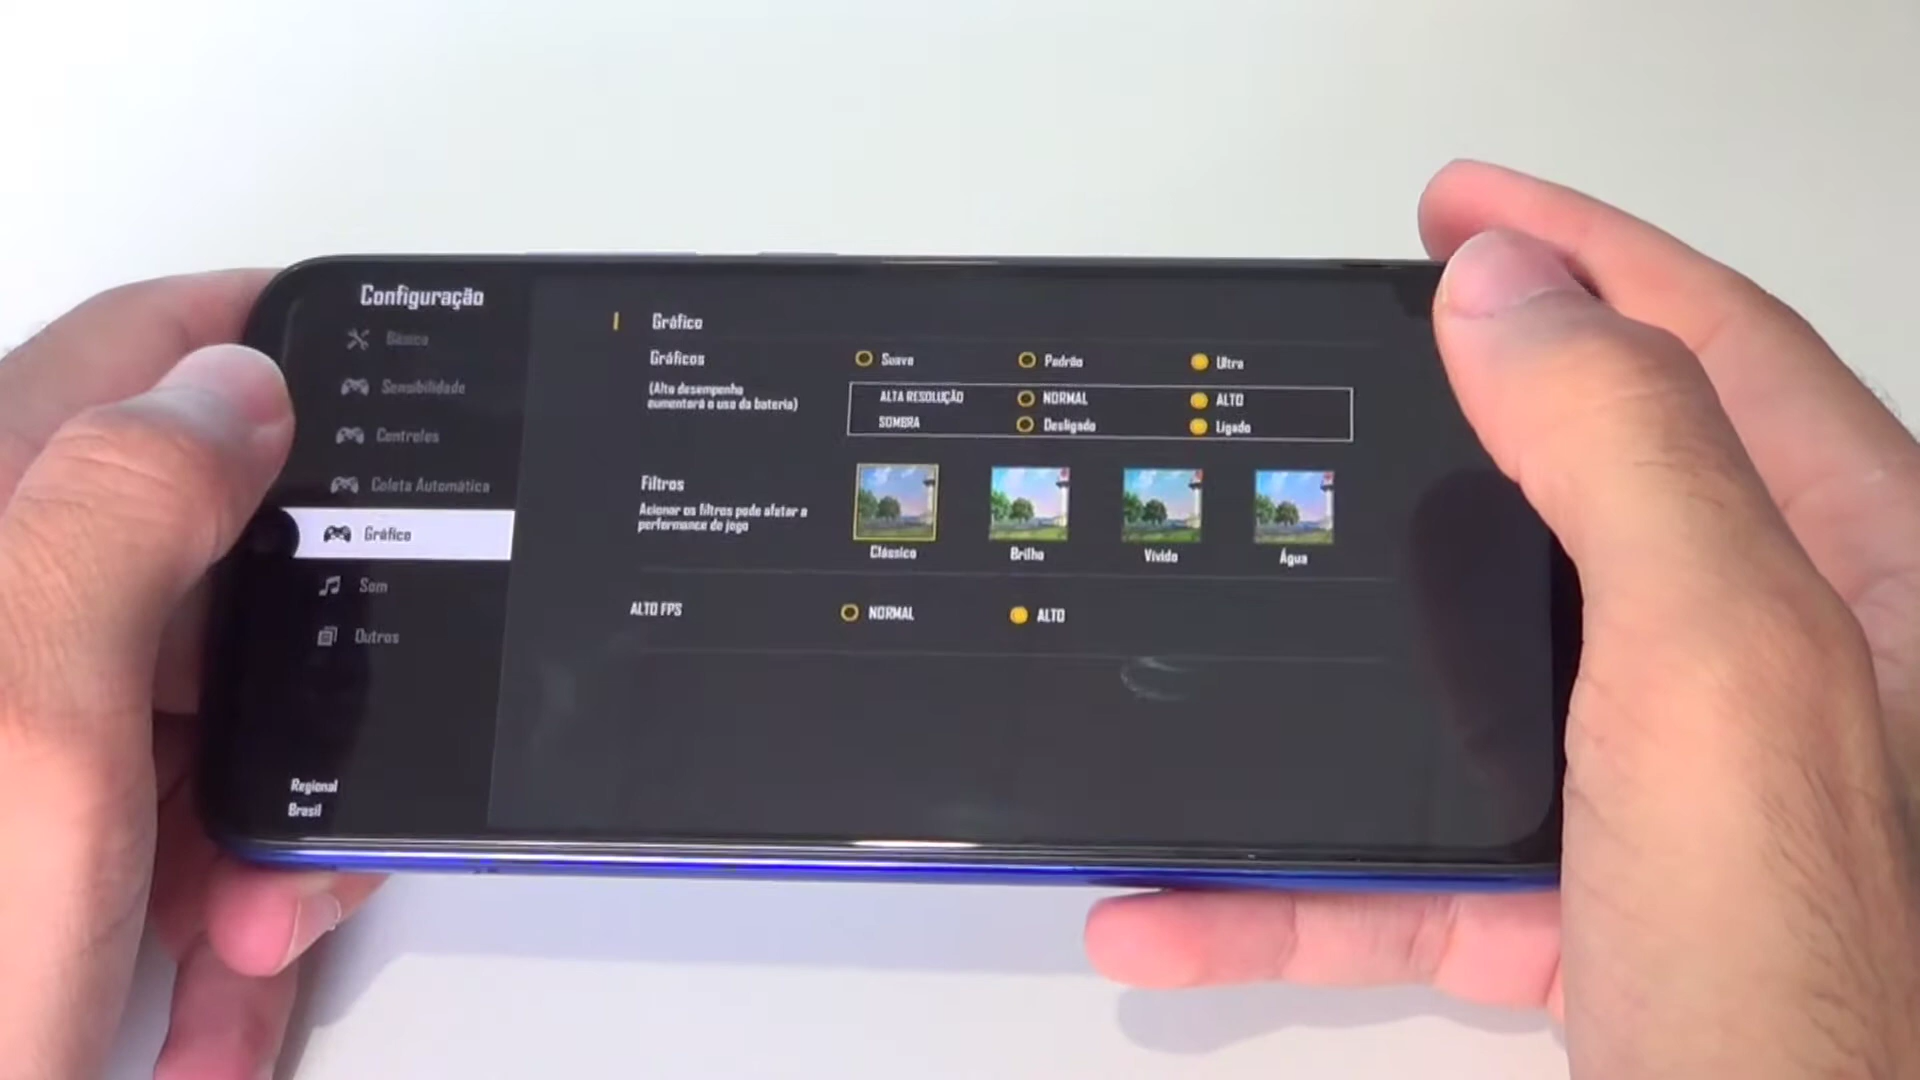 Configuração
Básico
Sensibilidade
Controles
Coleta Automática
Gráfico
Som
Outros
Regional
Brasil
Gráfico
Gráficos
(Alto desempenho
aumentará o uso da bateria)
Suave
Padrão
Ultra
ALTA RESOLUÇÃO
NORMAL
ALTO
SOMBRA
Desligado
Ligado
Filtros
Acionar os filtros pode afetar a
performance do jogo
Clássico
Brilho
Vívido
Água
ALTO FPS
NORMAL
ALTO